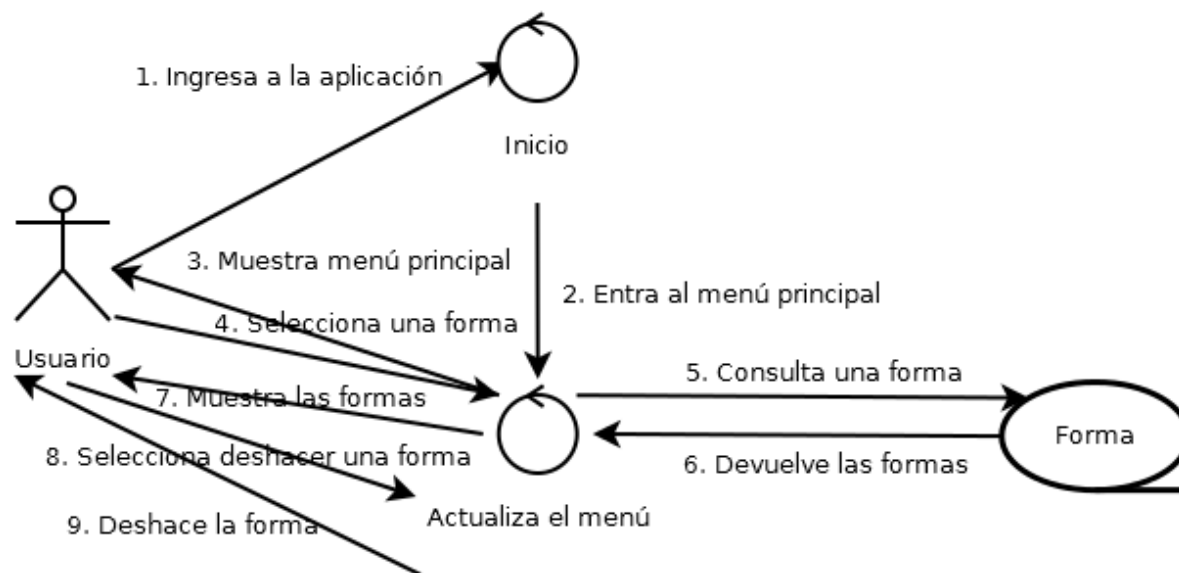 1. Ingresa a la aplicación
Inicio
3. Muestra menú principal
2. Entra al menú principal
4. Selecciona una forma
Usuario
5. Consulta una forma
7. Muestra las formas
Forma
8. Selecciona deshacer una forma
6. Devuelve las formas
Actualiza el menú
9. Deshace la forma